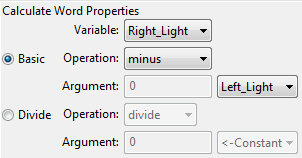 Calculate Word Properties
Variable: Right_Light
Basic Operation: minus
Argument: 0 Left_Light
Divide Operation: divide
Argument: 0 <-Constant